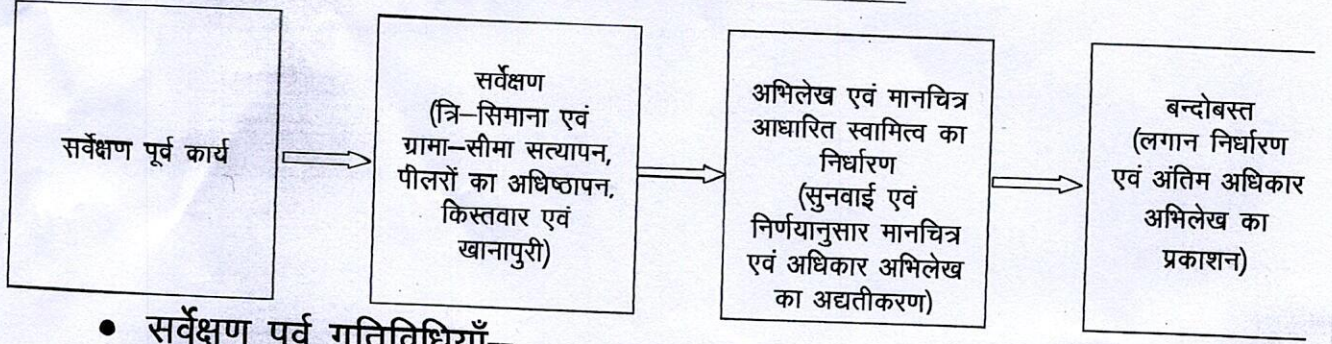 सर्वेक्षण पूर्व कार्य
सर्वेक्षण
(त्रि–सिमाना एवं
ग्रामा–सीमा सत्यापन,
पीलरों का अधिष्ठापन,
किस्तवार एवं
खानापुरी)
अभिलेख एवं मानचित्र
आधारित स्वामित्व का
निर्धारण
(सुनवाई एवं
निर्णयानुसार मानचित्र
एवं अधिकार अभिलेख
का अद्यतीकरण)
बन्दोबस्त
(लगान निर्धारण
एवं अंतिम अधिकार
अभिलेख का
प्रकाशन)
• सर्वेक्षण पूर्व गतिविधियाँ–